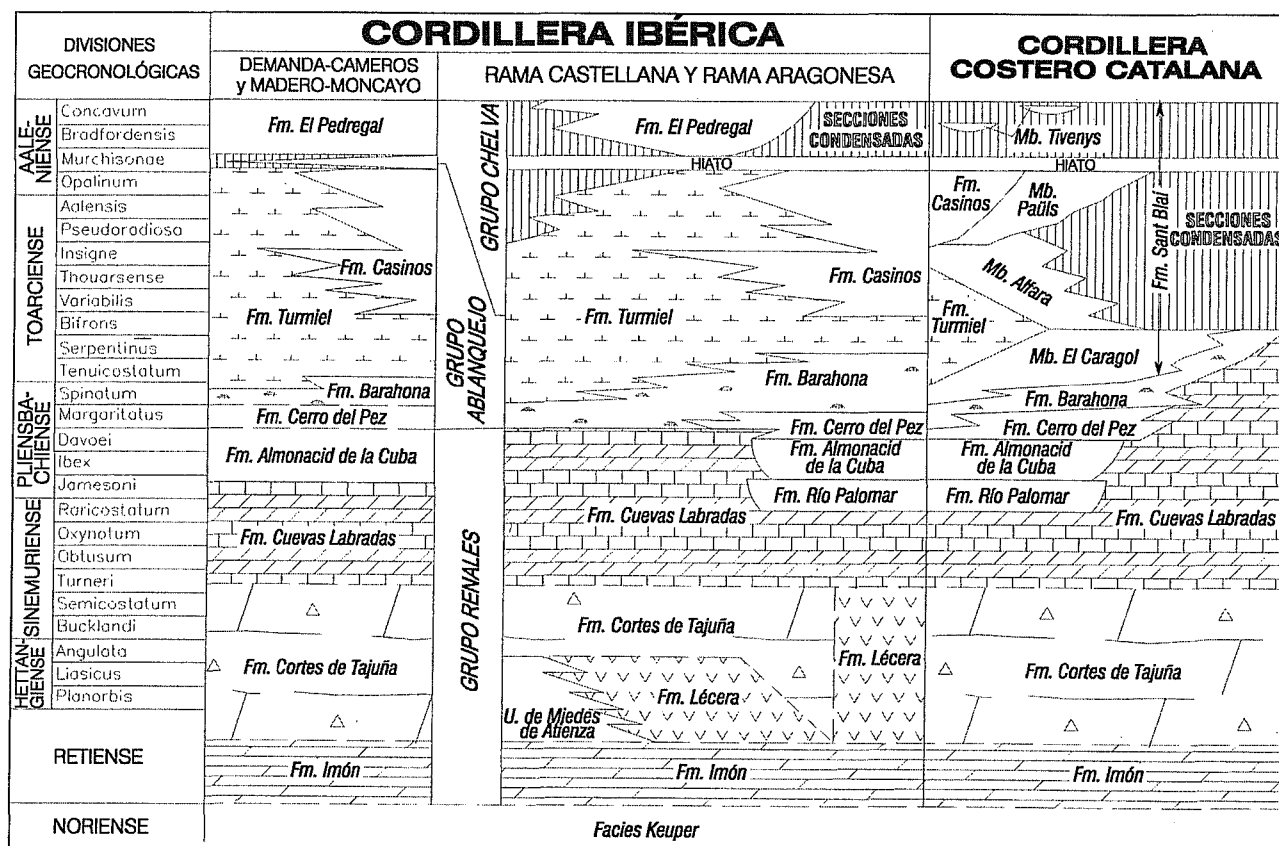 DIVISIONES
GEOCRONOLÓGICAS
CORDILLERA IBÉRICA
DEMANDA-CAMEROS
y MADERO-MONCAYO
RAMA CASTELLANA Y RAMA ARAGONESA
CORDILLERA
COSTERO CATALANA
AALE-
NIENSE
Concavum
Bradfordensis
Murchisonae
Opalinum
TOARCIENSE
Aalensis
Pseudoradiosa
Insigne
Thouarsense
Variabilis
Bifrons
Serpentinus
Tenuicostatum
PLIENSBA-
CHIENSE
Spinatum
Margaritatus
Davoei
Ibex
Jamesoni
SINEMURIENSE
Raricostatum
Oxynotum
Obtusum
Turneri
Semicostatum
Bucklandi
HETTAN-
GIENSE
Angulata
Liasicus
Planorbis
RETIENSE
NORIENSE
Fm. El Pedregal
Fm. Casinos
Fm. Turmiel
Fm. Barahona
Fm. Cerro del Pez
Fm. Almonacid de la Cuba
Fm. Cuevas Labradas
Fm. Cortes de Tajuña
Fm. Imón
GRUPO CHELVA
GRUPO
ABLANQUEJO
GRUPO RENALES
Fm. El Pedregal
SECCIONES
CONDENSADAS
HIATO
Fm. Casinos
Fm. Turmiel
Fm. Barahona
Fm. Cerro del Pez
Fm. Almonacid
de la Cuba
Fm. Río Palomar
Fm. Cuevas Labradas
Fm. Cortes de Tajuña
Fm. Lécera
Fm. Lécera
U. de Miedes
de Atienza
Fm. Imón
Mb. Tivenys
HIATO
Fm.
Casinos
Mb.
Paüls
Fm. Sant Blai
SECCIONES
CONDENSADAS
Mb. Alfara
Fm.
Turmiel
Mb. El Caragol
Fm. Barahona
Fm. Cerro del Pez
Fm. Almonacid
de la Cuba
Fm. Río Palomar
Fm. Cuevas Labradas
Fm. Cortes de Tajuña
Fm. Imón
Facies Keuper